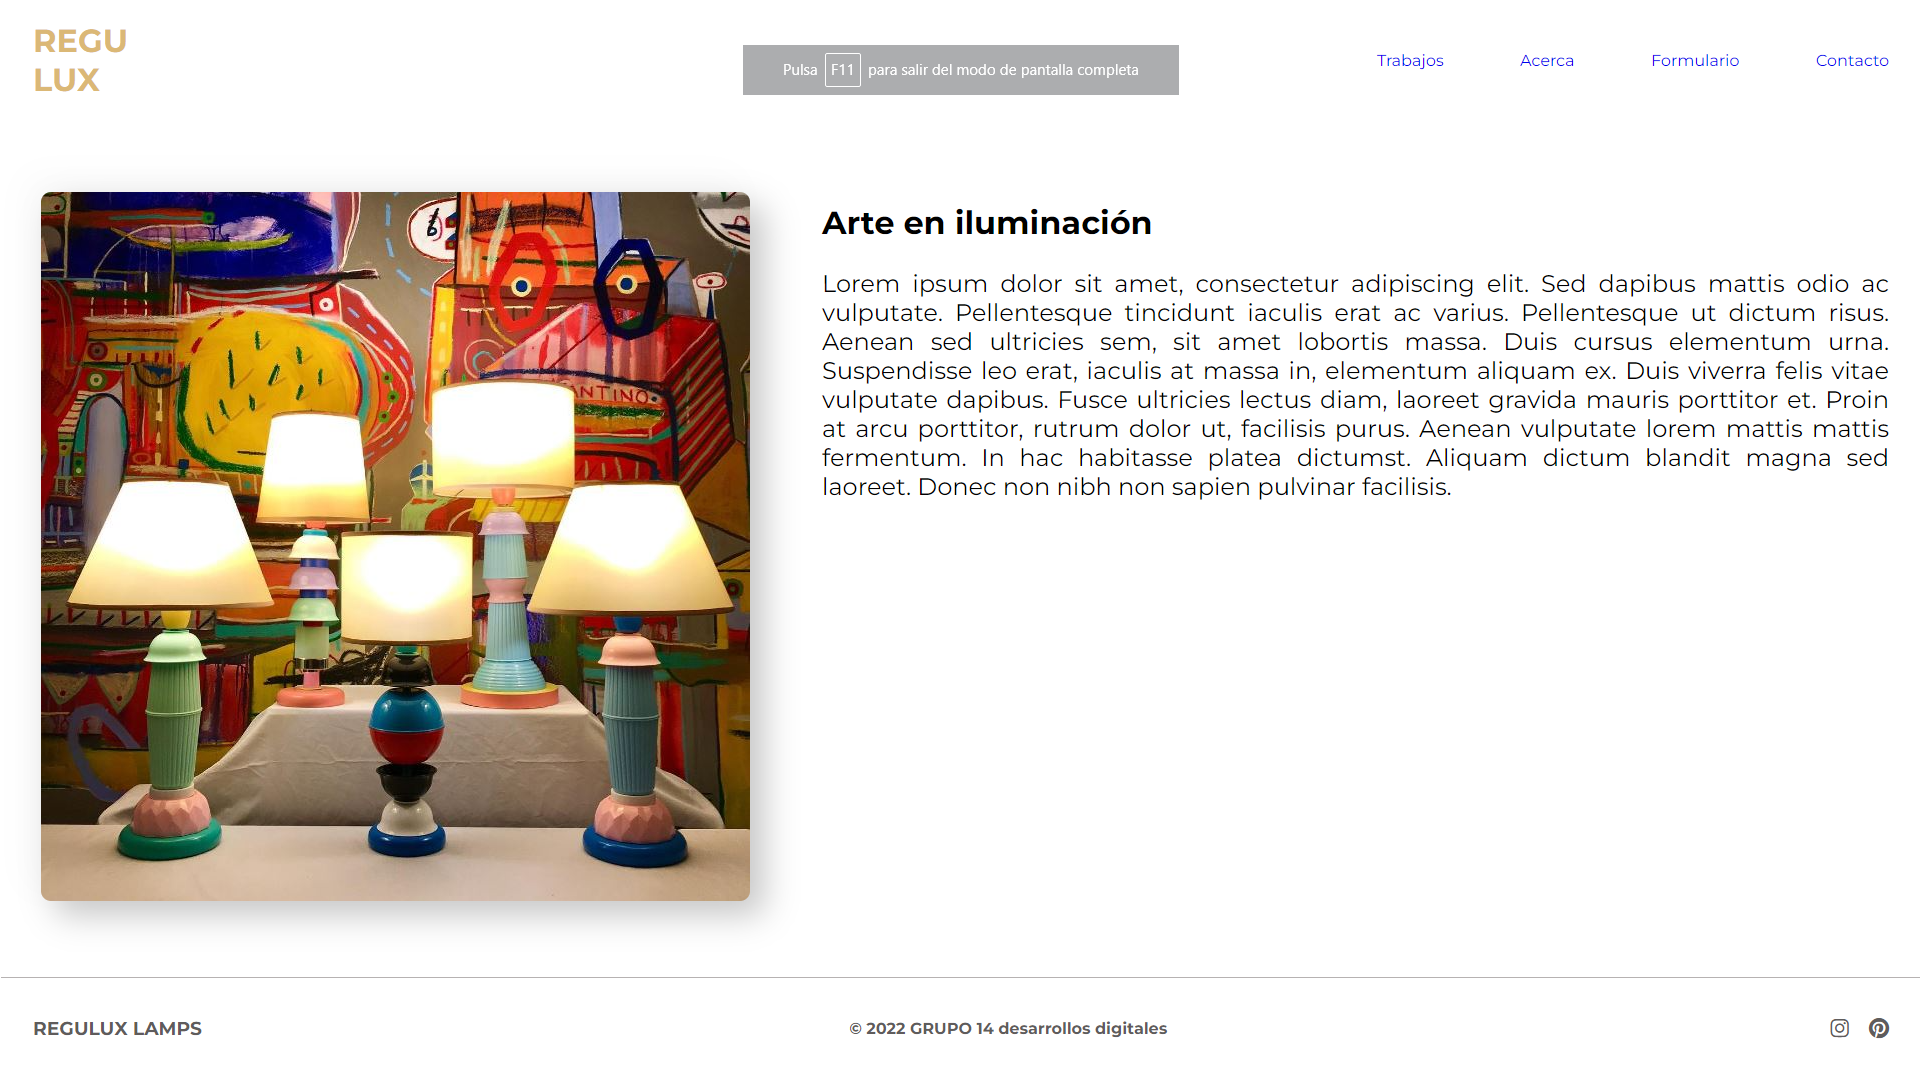 REGU
LUX
Pulsa F11 para salir del modo de pantalla completa
Trabajos
Acerca
Formulario
Contacto
ANTINO
Arte en iluminación
Lorem ipsum dolor sit amet, consectetur adipiscing elit. Sed dapibus mattis odio ac
vulputate. Pellentesque tincidunt iaculis erat ac varius. Pellentesque ut dictum risus.
Aenean sed ultricies sem, sit amet lobortis massa. Duis cursus elementum urna.
Suspendisse leo erat, iaculis at massa in, elementum aliquam ex. Duis viverra felis vitae
vulputate dapibus. Fusce ultricies lectus diam, laoreet gravida mauris porttitor et. Proin
at arcu porttitor, rutrum dolor ut, facilisis purus. Aenean vulputate lorem mattis mattis
fermentum. In hac habitasse platea dictumst. Aliquam dictum blandit magna sed
laoreet. Donec non nibh non sapien pulvinar facilisis.
REGULUX LAMPS
© 2022 GRUPO 14 desarrollos digitales